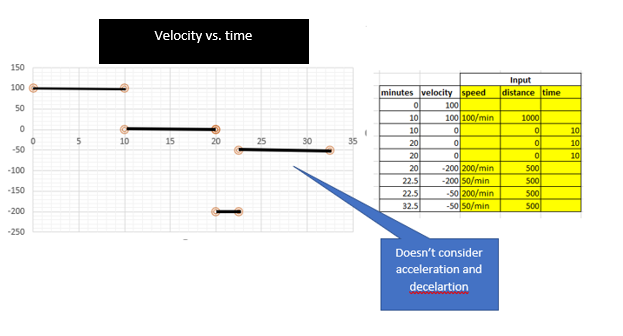 Velocity vs. time
150
100
50
0
0 5 10 15 20 25 30 35
-50
-100
-150
-200
-250
Input
minutes velocity speed distance time
0 100
10 100 100/min 1000
10 0 0 10
20 0 0 10
20 0 0 10
20 -200 200/min 500
22.5 -200 50/min 500
22.5 -50 200/min 500
32.5 -50 50/min 500
Doesn't consider
acceleration and
decelartion